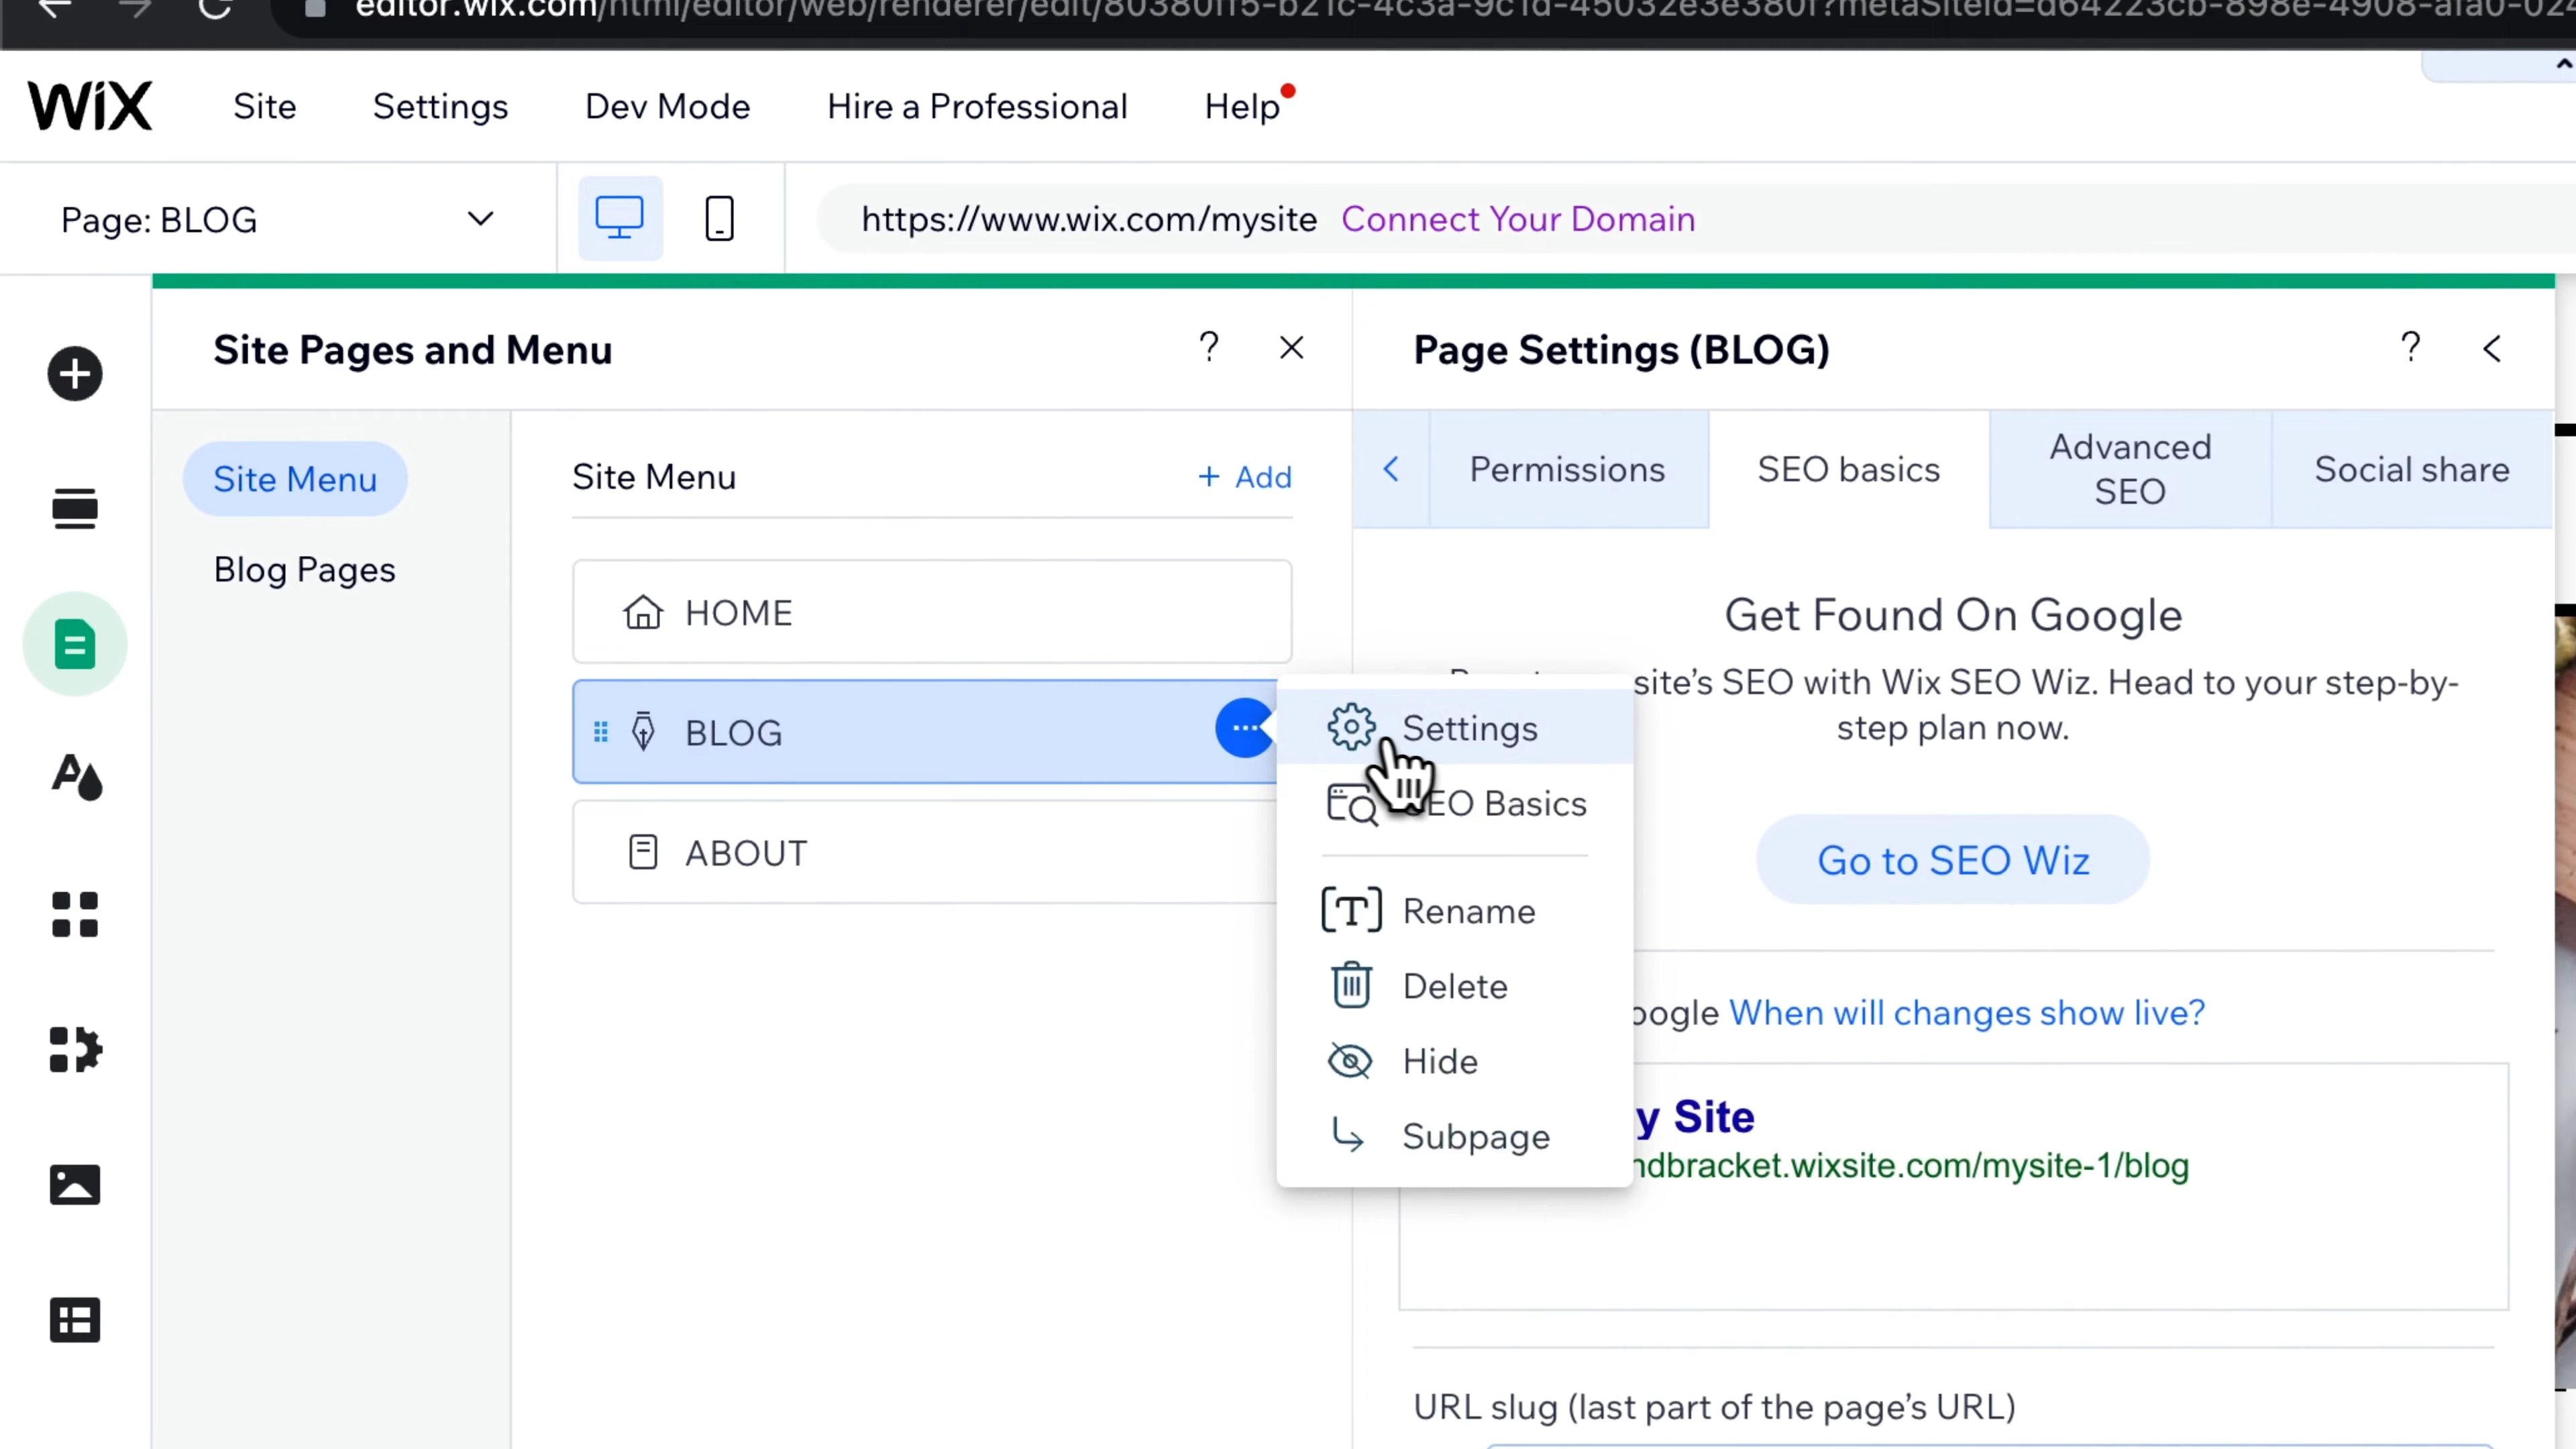 editor.wix.com/html/editor/web/renderer/edit/80380ff5-b21c-4c3a-9c1d-45032e3e380f?metaSiteId=d64223cb-898e-4908-afa0-024
WIX Site Settings Dev Mode Hire a Professional Help
Page: BLOG https://www.wix.com/mysite Connect Your Domain
Site Pages and Menu ? Page Settings (BLOG) ?
Site Menu
Blog Pages
Site Menu + Add
HOME
BLOG
ABOUT
Settings
SEO Basics
Rename
Delete
Hide
Subpage
Permissions SEO basics Advanced SEO Social share
Get Found On Google
site's SEO with Wix SEO Wiz. Head to your step-by-
step plan now.
Go to SEO Wiz
When will changes show live?
y Site
ndbracket.wixsite.com/mysite-1/blog
URL slug (last part of the page's URL)